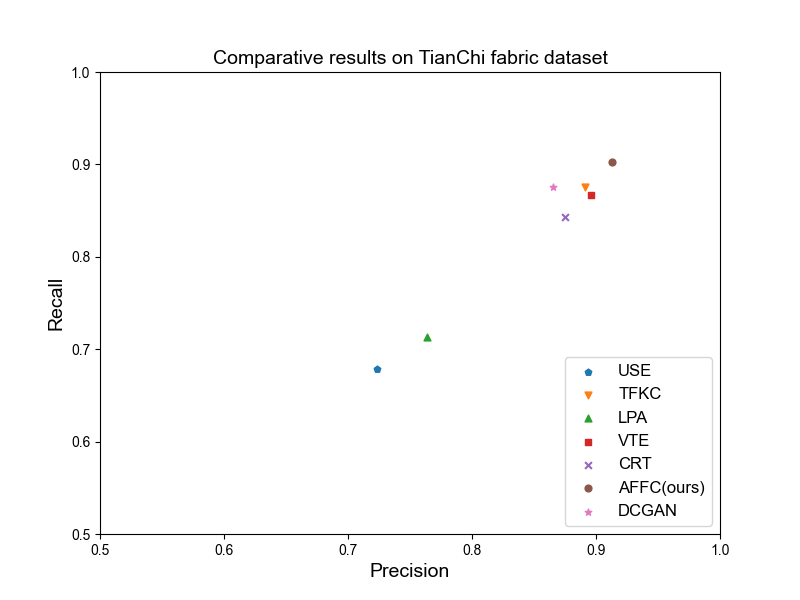 Comparative results on TianChi fabric dataset
1.0
0.9
0.8
0.7
0.6
0.5
Recall
USE
TFKC
LPA
VTE
CRT
AFFC(ours)
DCGAN
0.5 0.6 0.7 0.8 0.9 1.0
Precision